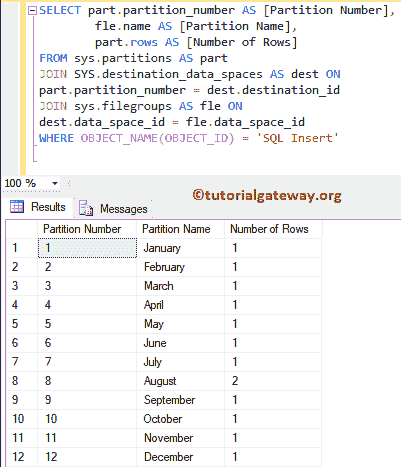 SELECT part.partition_number AS [Partition Number],
fle.name AS [Partition Name],
part.rows AS [Number of Rows]
FROM sys.partitions AS part
JOIN SYS.destination_data_spaces AS dest ON
part.partition_number = dest.destination_id
JOIN sys.filegroups AS fle ON
dest.data_space_id = fle.data_space_id
WHERE OBJECT_NAME(OBJECT_ID) = 'SQL Insert'
100 %
©tutorialgateway.org
Results Messages
Partition Number Partition Name Number of Rows
1 1 January 1
2 2 February 1
3 3 March 1
4 4 April 1
5 5 May 1
6 6 June 1
7 7 July 1
8 8 August 2
9 9 September 1
10 10 October 1
11 11 November 1
12 12 December 1